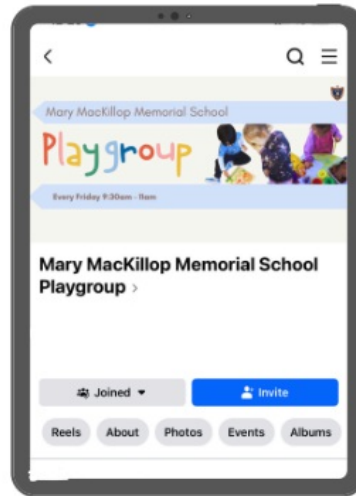 Mary MacKillop Memorial School
Playgroup
Every Friday 9:30am - 11am
Mary MacKillop Memorial School
Playgroup >
Joined
Invite
Reels About Photos Events Albums